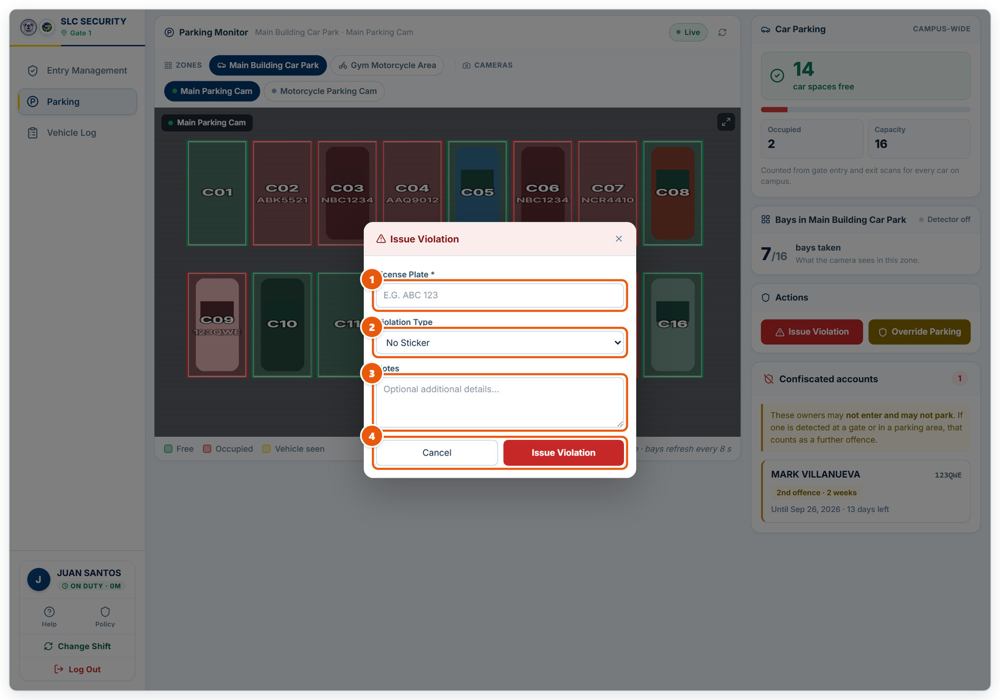 SLC SECURITY
Gate 1
Entry Management
Parking
Vehicle Log
JUAN SANTOS
J
ON DUTY · 0M
Help
Policy
Change Shift
Log Out
Parking Monitor
Main Building Car Park · Main Parking Cam
Live
ZONES
Main Building Car Park
Gym Motorcycle Area
CAMERAS
Main Parking Cam
Motorcycle Parking Cam
Main Parking Cam
C01
C02
ABK5521
C03
NBC1234
C04
AAQ9012
C05
C06
NBC1234
C07
NCR4410
C08
C09
123QWE
C10
C11
C16
Free
Occupied
Vehicle seen
· bays refresh every 8 s
Issue Violation
1
icense Plate *
E.G. ABC 123
2
iolation Type
No Sticker
3
otes
Optional additional details...
4
Cancel
Issue Violation
Car Parking
CAMPUS-WIDE
14
car spaces free
Occupied
2
Capacity
16
Counted from gate entry and exit scans for every car on
campus.
Bays in Main Building Car Park
Detector off
7/16
bays taken
What the camera sees in this zone.
Actions
Issue Violation
Override Parking
Confiscated accounts
1
These owners may not enter and may not park. If
one is detected at a gate or in a parking area, that
counts as a further offence.
MARK VILLANUEVA
123QWE
2nd offence · 2 weeks
Until Sep 26, 2026 · 13 days left